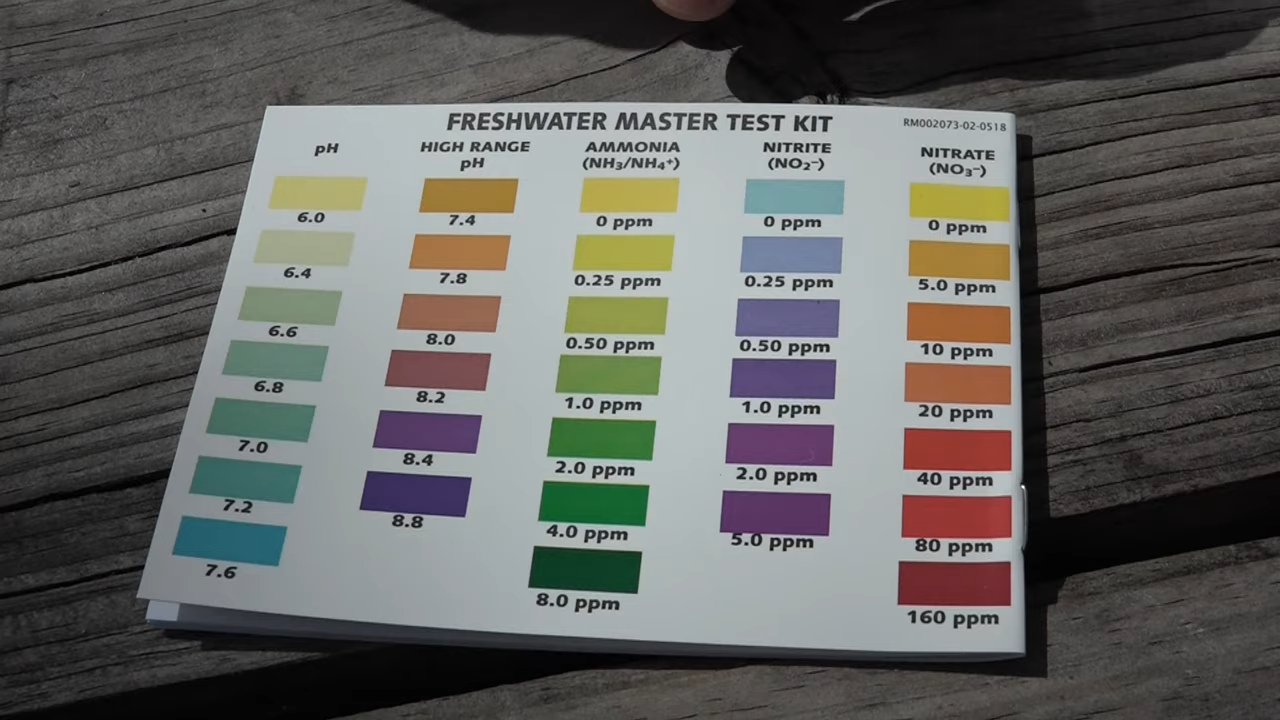 FRESHWATER MASTER TEST KIT
RM002073-02-0518
pH
HIGH RANGE
pH
AMMONIA
(NH₃/NH₄⁺)
NITRITE
(NO₂⁻)
NITRATE
(NO₃⁻)
6.0 7.4 0 ppm 0 ppm 0 ppm
6.4 7.8 0.25 ppm 0.25 ppm 5.0 ppm
6.6 8.0 0.50 ppm 0.50 ppm 10 ppm
6.8 8.2 1.0 ppm 1.0 ppm 20 ppm
7.0 8.4 2.0 ppm 2.0 ppm 40 ppm
7.2 8.8 4.0 ppm 5.0 ppm 80 ppm
7.6 8.0 ppm 160 ppm